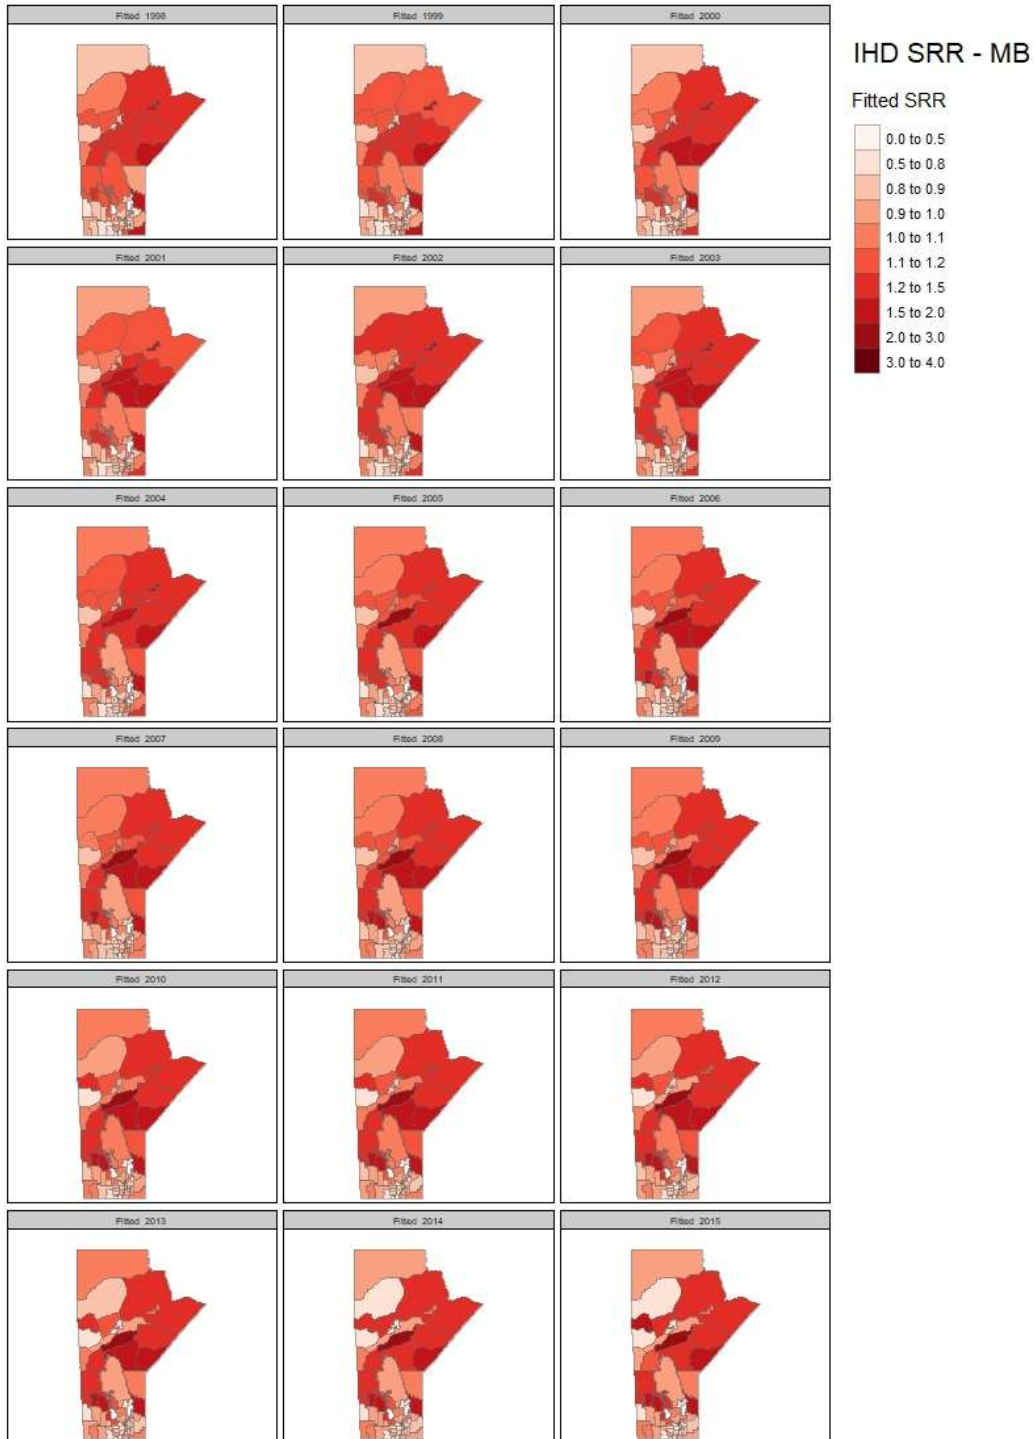 Fitted 1998
Fitted 1999
Fitted 2000
IHD SRR - MB
Fitted SRR
0.0 to 0.5
0.5 to 0.8
0.8 to 0.9
0.9 to 1.0
1.0 to 1.1
1.1 to 1.2
1.2 to 1.5
1.5 to 2.0
2.0 to 3.0
3.0 to 4.0
Fitted 2001
Fitted 2002
Fitted 2003
Fitted 2004
Fitted 2005
Fitted 2006
Fitted 2007
Fitted 2008
Fitted 2009
Fitted 2010
Fitted 2011
Fitted 2012
Fitted 2013
Fitted 2014
Fitted 2015